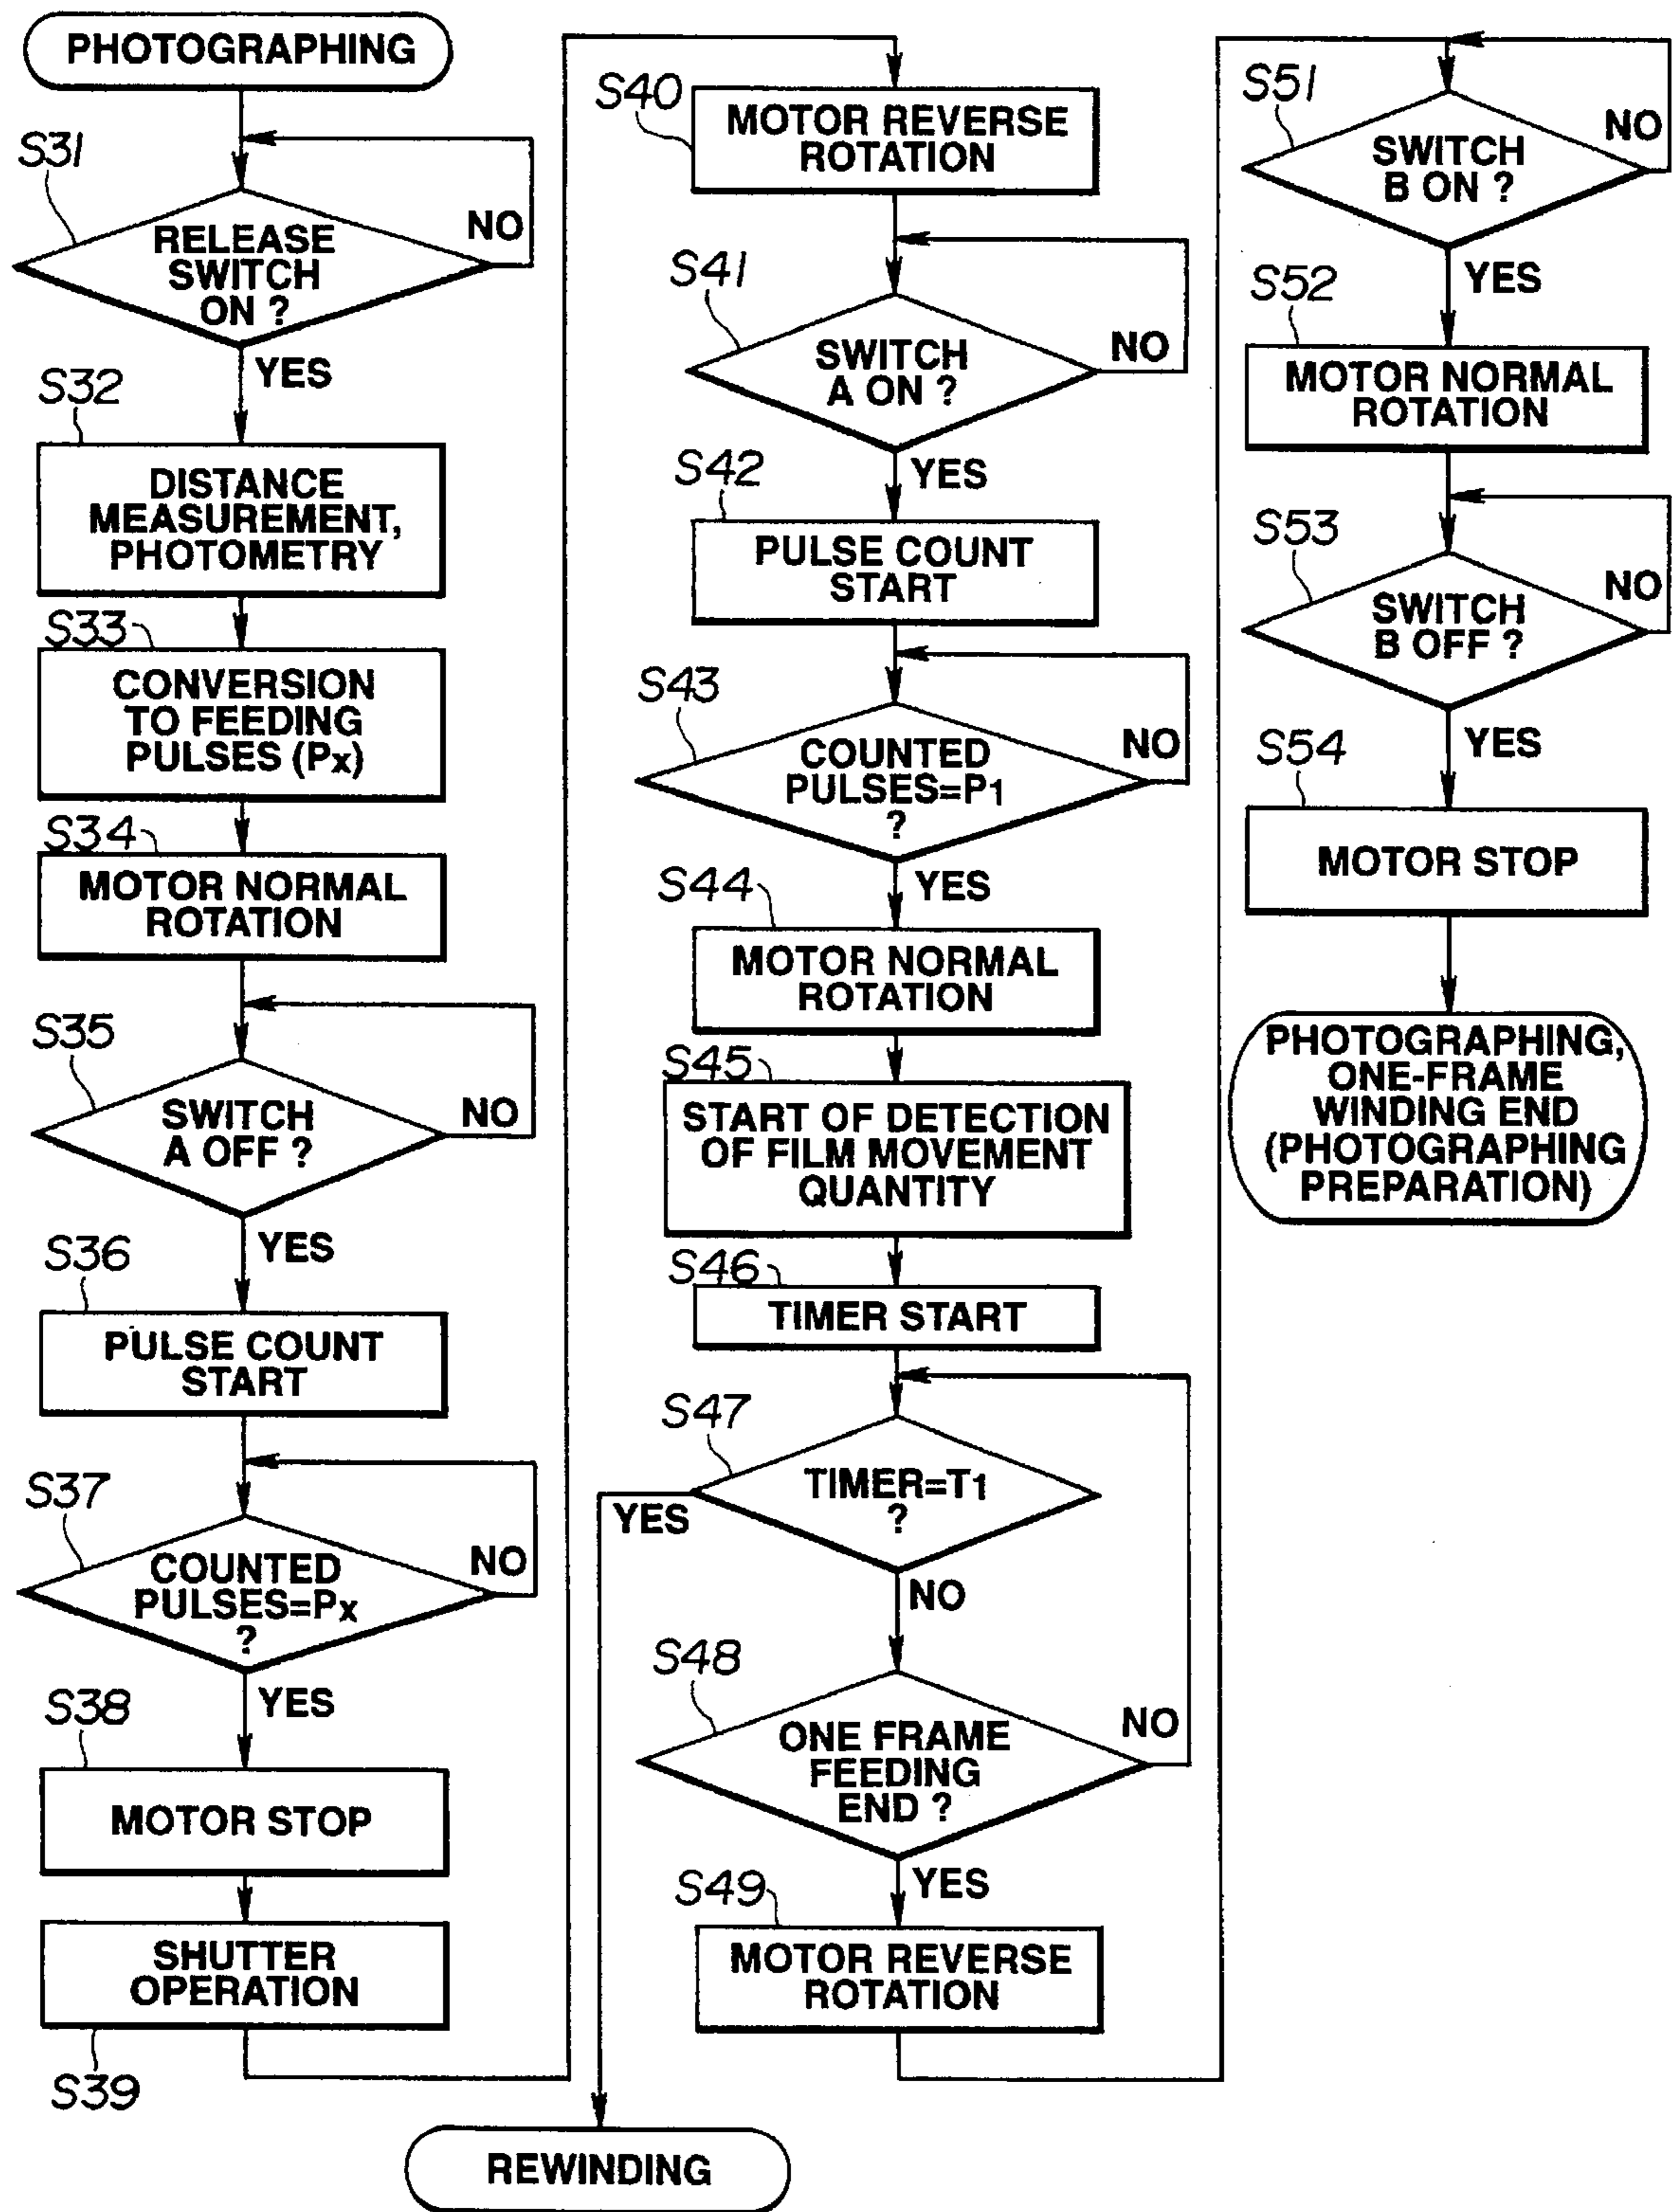 PHOTOGRAPHING
S31
RELEASE
SWITCH
ON ?
NO
YES
S32
DISTANCE
MEASUREMENT,
PHOTOMETRY
S33
CONVERSION
TO FEEDING
PULSES (Px)
S34
MOTOR NORMAL
ROTATION
S35
SWITCH
A OFF ?
NO
YES
S36
PULSE COUNT
START
S37
COUNTED
PULSES=Px
?
NO
YES
S38
MOTOR STOP
SHUTTER
OPERATION
S39
S40
MOTOR REVERSE
ROTATION
S41
SWITCH
A ON ?
NO
YES
S42
PULSE COUNT
START
S43
COUNTED
PULSES=P1
?
NO
YES
S44
MOTOR NORMAL
ROTATION
S45
START OF DETECTION
OF FILM MOVEMENT
QUANTITY
S46
TIMER START
S47
TIMER=T1
?
YES
NO
S48
ONE FRAME
FEEDING
END ?
NO
YES
S49
MOTOR REVERSE
ROTATION
REWINDING
S51
SWITCH
B ON ?
NO
YES
S52
MOTOR NORMAL
ROTATION
S53
SWITCH
B OFF ?
NO
YES
S54
MOTOR STOP
PHOTOGRAPHING,
ONE-FRAME
WINDING END
(PHOTOGRAPHING
PREPARATION)